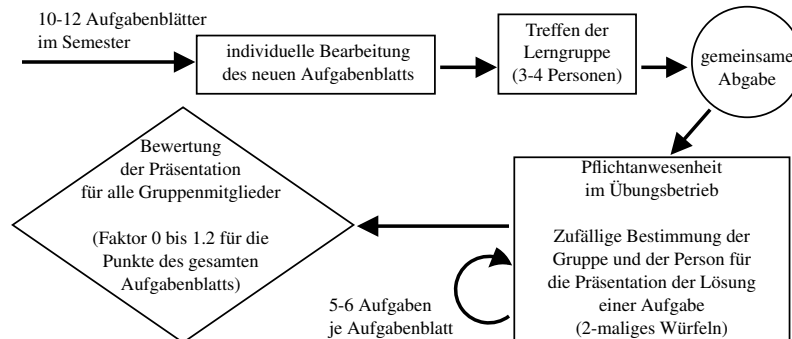 10-12 Aufgabenblätter
im Semester
individuelle Bearbeitung
des neuen Aufgabenblatts
Treffen der
Lerngruppe
(3-4 Personen)
gemeinsame
Abgabe
Pflichtanwesenheit
im Übungsbetrieb
Zufällige Bestimmung der
Gruppe und der Person für
die Präsentation der Lösung
einer Aufgabe
(2-maliges Würfeln)
5-6 Aufgaben
je Aufgabenblatt
Bewertung
der Präsentation
für alle Gruppenmitglieder
(Faktor 0 bis 1.2 für die
Punkte des gesamten
Aufgabenblatts)